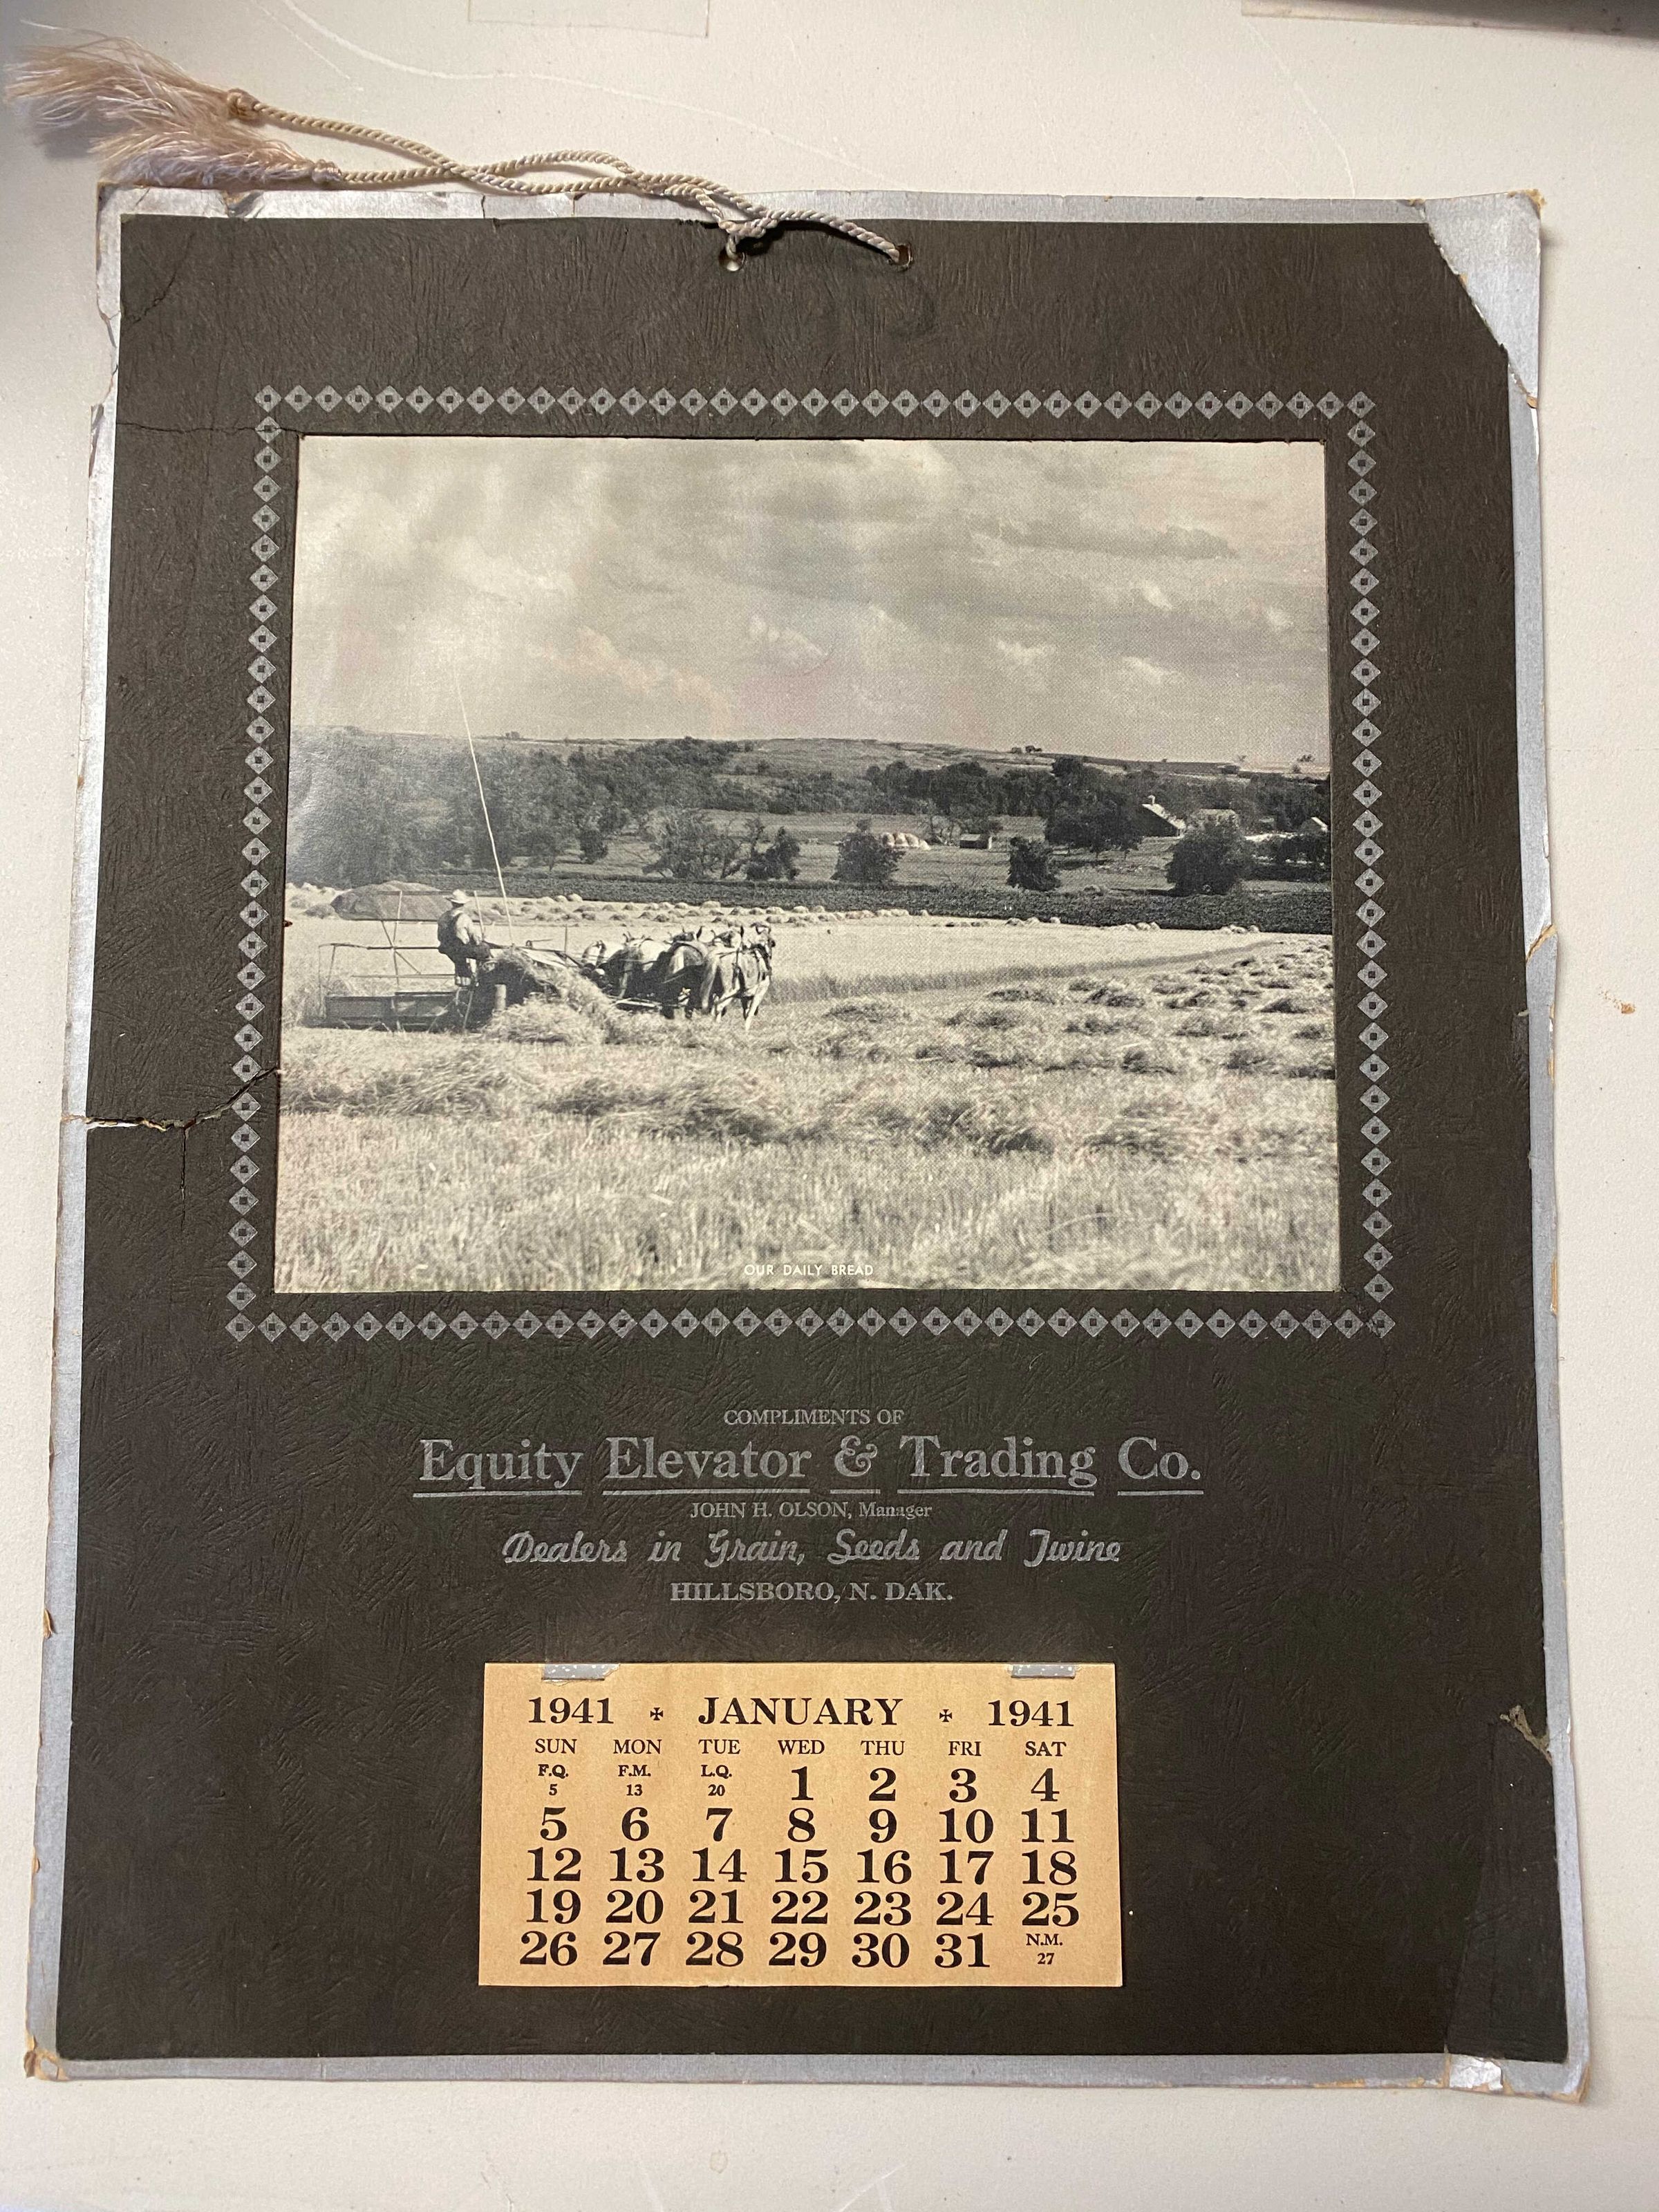 OUR DAILY BREAD
COMPLIMENTS OF
Equity Elevator & Trading Co.
JOHN H. OLSON, Manager
Dealers in Grain, Seeds and Twine
HILLSBORO, N. DAK.
1941 ✠ JANUARY ✠ 1941
SUN MON TUE WED THU FRI SAT
F.Q. 5 F.M. 13 L.Q. 20 1 2 3 4
5 6 7 8 9 10 11
12 13 14 15 16 17 18
19 20 21 22 23 24 25
26 27 28 29 30 31 N.M. 27